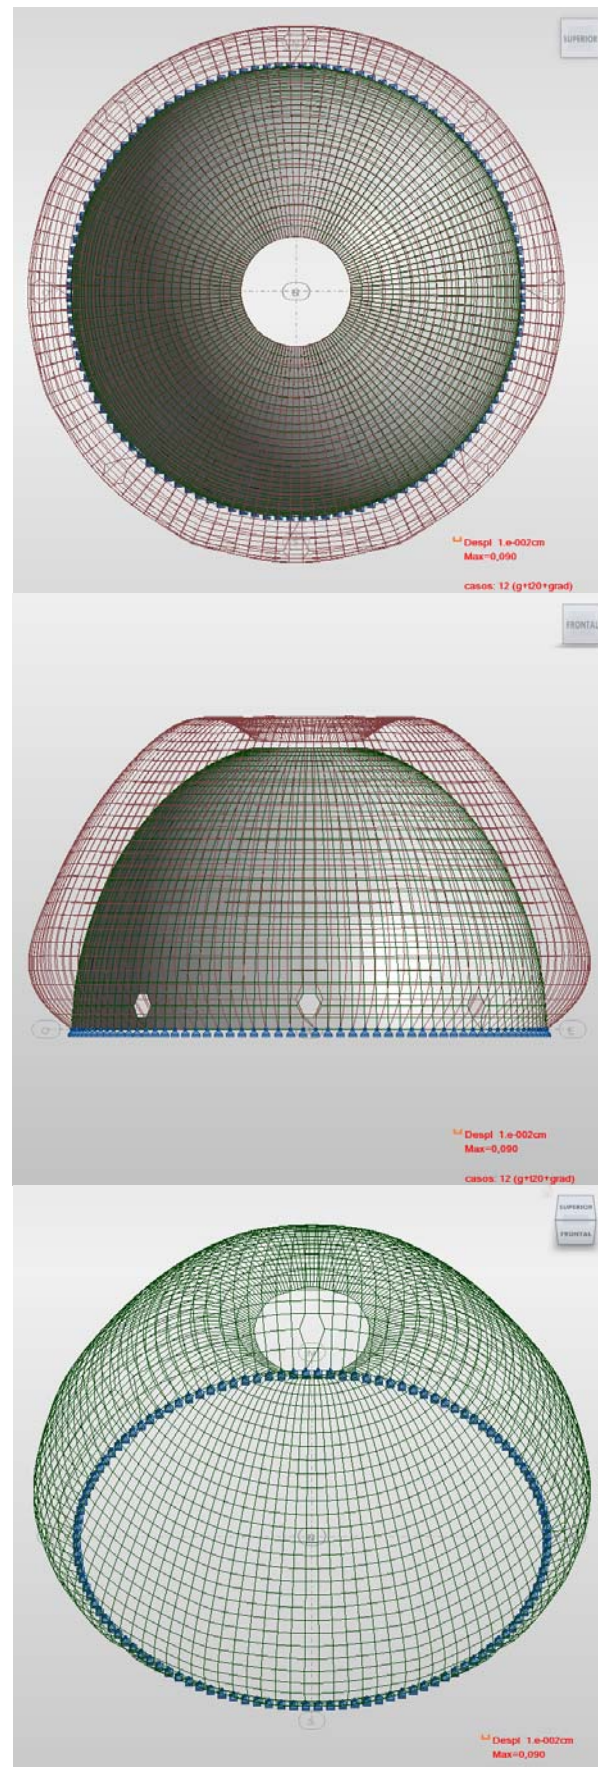 SUPERIOR
Despl 1.e-002cm
Max=0,090
casos: 12 (g+t20+grad)
FRONTAL
Despl 1.e-002cm
Max=0,090
casos: 12 (g+t20+grad)
SUPERIOR
FRONTAL
Despl 1.e-002cm
Max=0,090